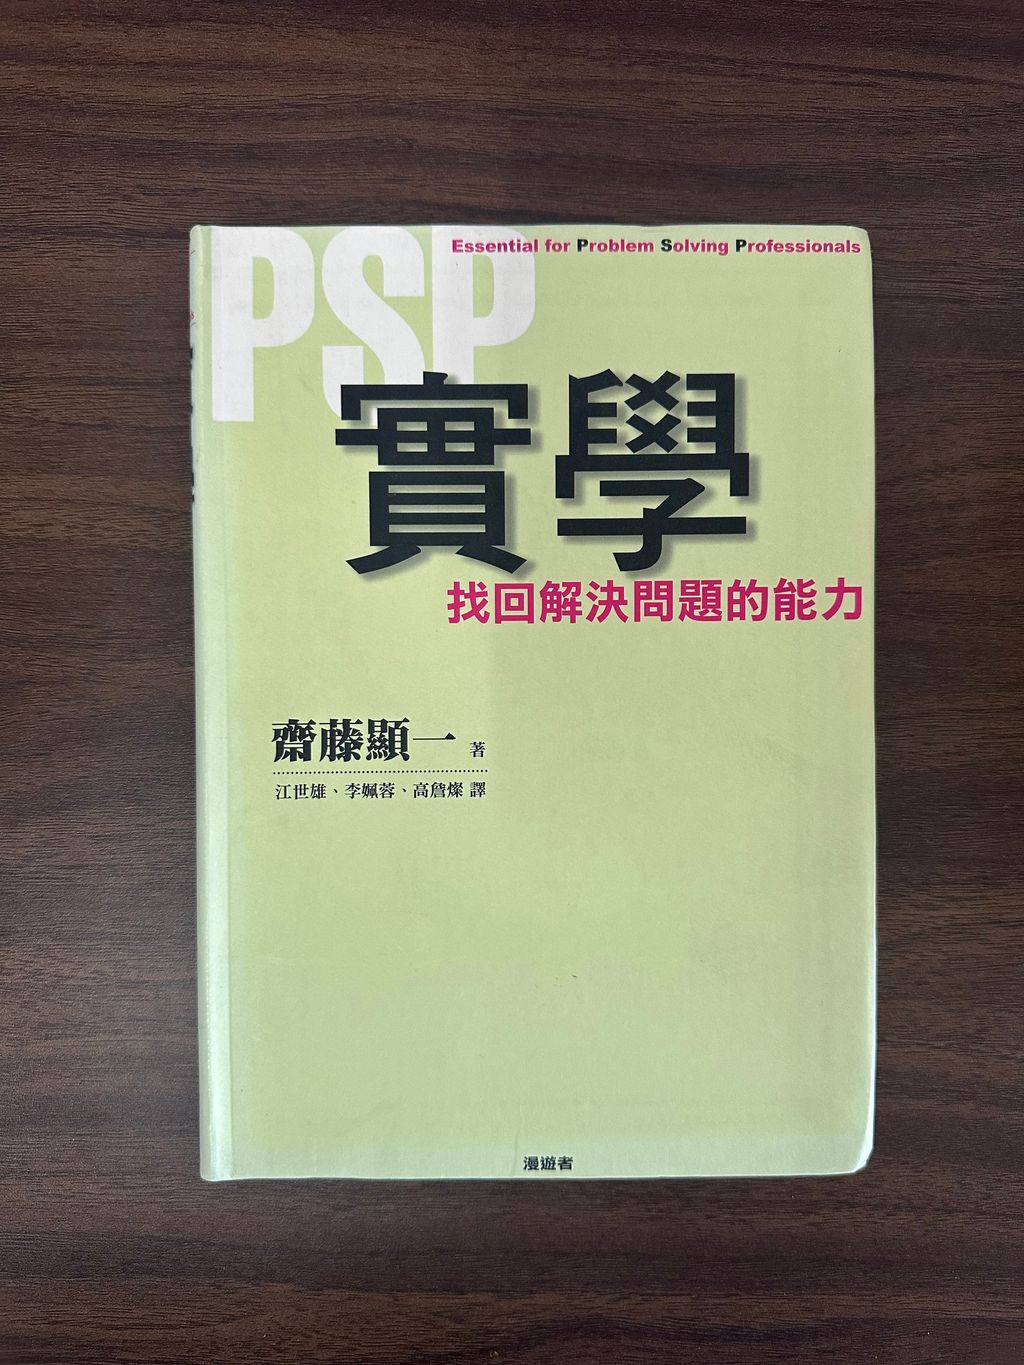 PSP
Essential for Problem Solving Professionals
實學
找回解決問題的能力
齋藤顯一 著
江世雄、李姵蓉、高詹燦 譯
漫遊者